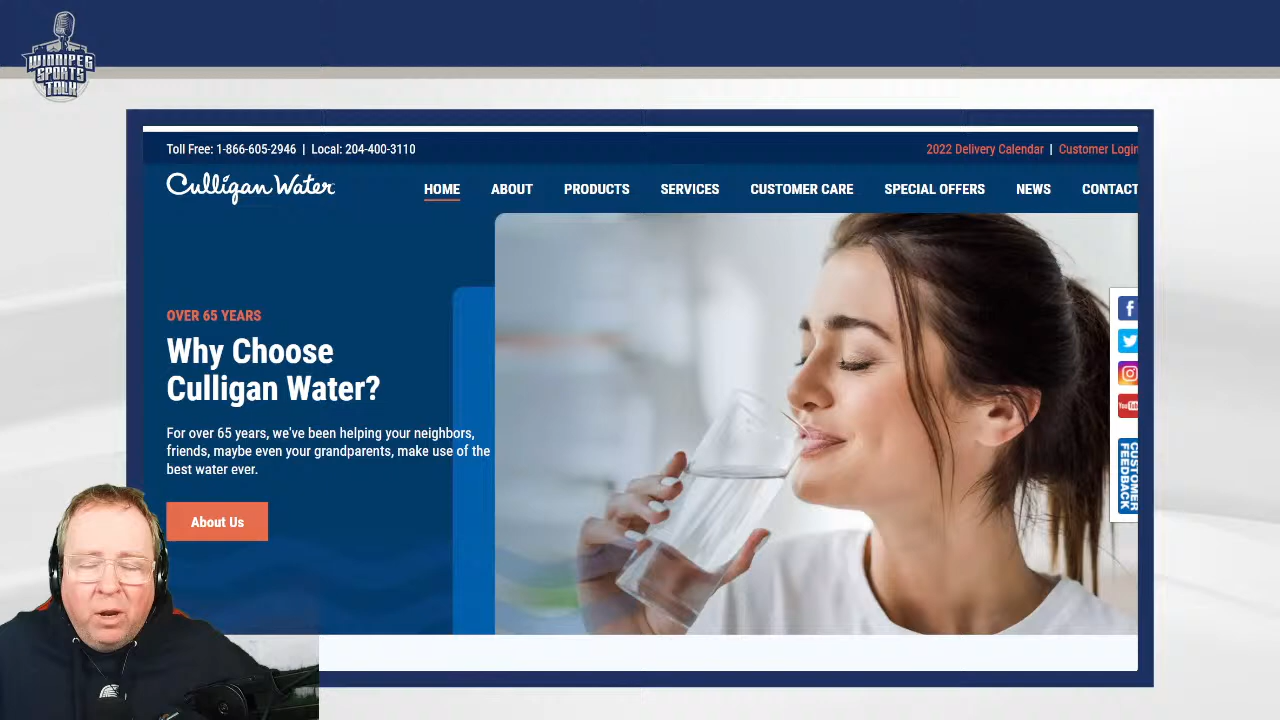 WINNIPEG
SPORTS
TALK
Toll Free: 1-866-605-2946 | Local: 204-400-3110
2022 Delivery Calendar | Customer Login
Culligan Water
HOME ABOUT PRODUCTS SERVICES CUSTOMER CARE SPECIAL OFFERS NEWS CONTACT
OVER 65 YEARS
Why Choose
Culligan Water?
For over 65 years, we've been helping your neighbors,
friends, maybe even your grandparents, make use of the
best water ever.
About Us
YouTub
CUSTOMER
FEEDBACK